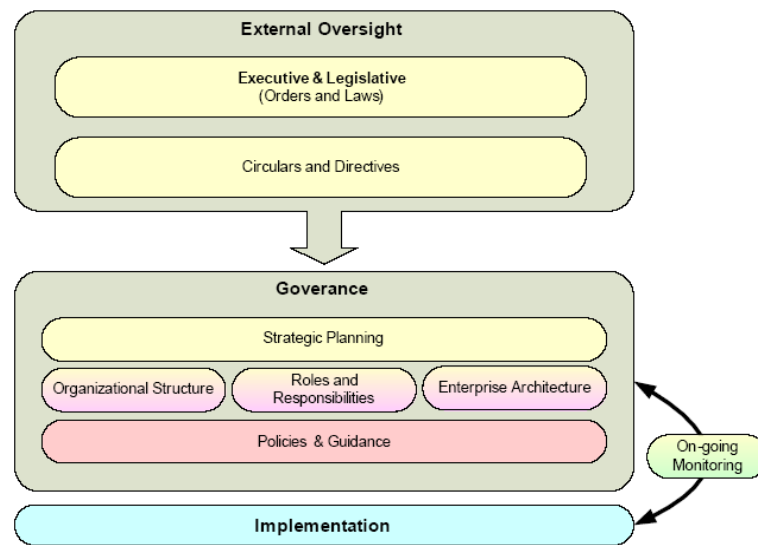 External Oversight
Executive & Legislative
(Orders and Laws)
Circulars and Directives
Goverance
Strategic Planning
Organizational Structure
Roles and
Responsibilities
Enterprise Architecture
Policies & Guidance
On-going
Monitoring
Implementation